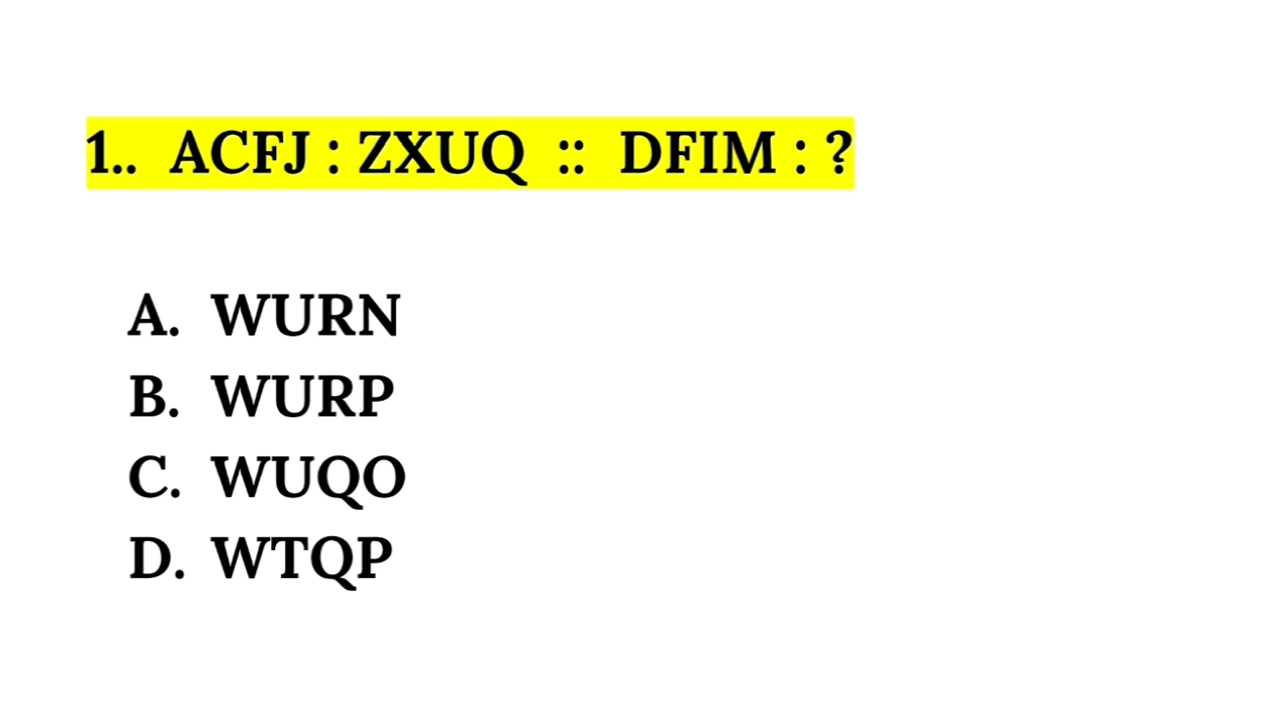 1.. ACFJ : ZXUQ :: DFIM : ?
A. WURN
B. WURP
C. WUQO
D. WTQP